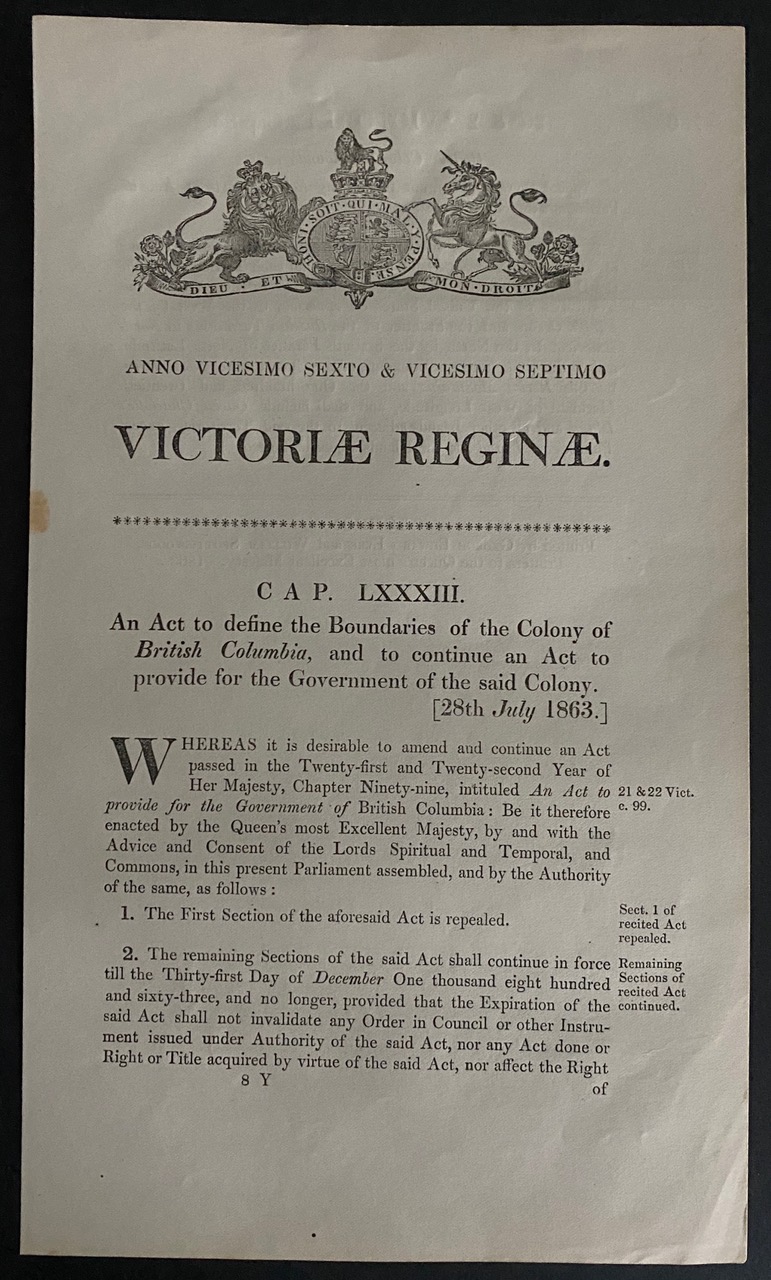 HONI·SOIT·QUI·MAL·Y·PENSE
DIEU · ET MON·DROIT
ANNO VICESIMO SEXTO & VICESIMO SEPTIMO
VICTORIÆ REGINÆ.
CAP. LXXXIII.
An Act to define the Boundaries of the Colony of
British Columbia, and to continue an Act to
provide for the Government of the said Colony.
[28th July 1863.]
WHEREAS it is desirable to amend and continue an Act
passed in the Twenty-first and Twenty-second Year of
Her Majesty, Chapter Ninety-nine, intituled An Act to
21 & 22 Vict.
provide for the Government of British Columbia: Be it therefore
c. 99.
enacted by the Queen's most Excellent Majesty, by and with the
Advice and Consent of the Lords Spiritual and Temporal, and
Commons, in this present Parliament assembled, and by the Authority
of the same, as follows:
1. The First Section of the aforesaid Act is repealed.
Sect. 1 of
recited Act
repealed.
2. The remaining Sections of the said Act shall continue in force
till the Thirty-first Day of December One thousand eight hundred
and sixty-three, and no longer, provided that the Expiration of the
said Act shall not invalidate any Order in Council or other Instru-
ment issued under Authority of the said Act, nor any Act done or
Right or Title acquired by virtue of the said Act, nor affect the Right
Remaining
Sections of
recited Act
continued.
8 Y
of